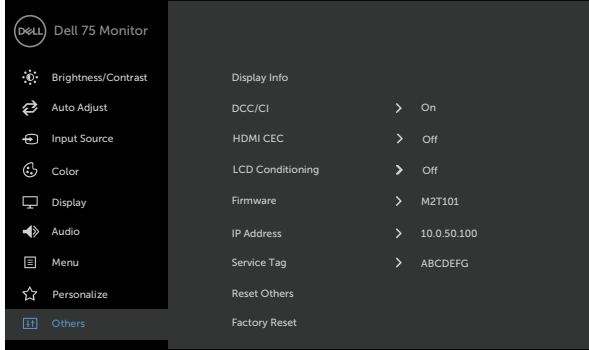 DELL Dell 75 Monitor
Brightness/Contrast
Auto Adjust
Input Source
Color
Display
Audio
Menu
Personalize
Others
Display Info
DCC/CI > On
HDMI CEC > Off
LCD Conditioning > Off
Firmware > M2T101
IP Address > 10.0.50.100
Service Tag > ABCDEFG
Reset Others
Factory Reset